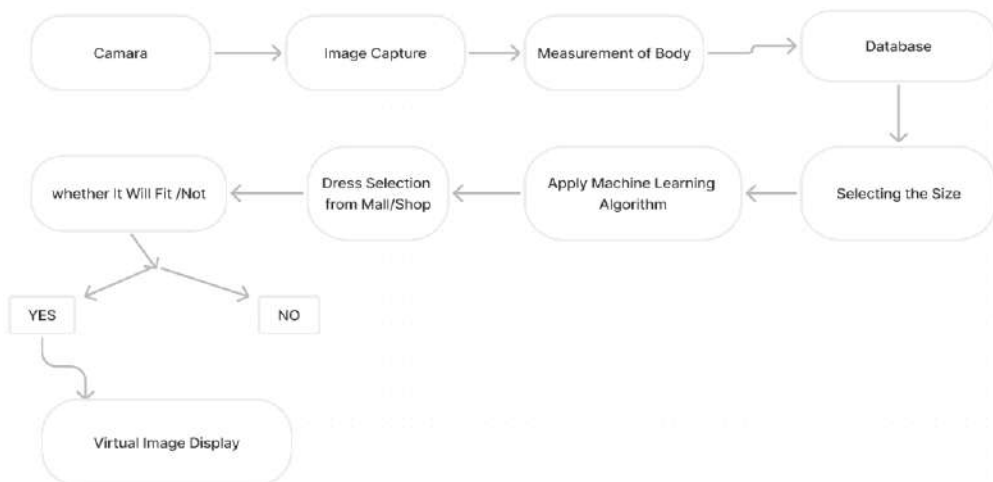 Camara
Image Capture
Measurement of Body
Database
Selecting the Size
Apply Machine Learning
Algorithm
Dress Selection
from Mall/Shop
whether It Will Fit /Not
YES
NO
Virtual Image Display